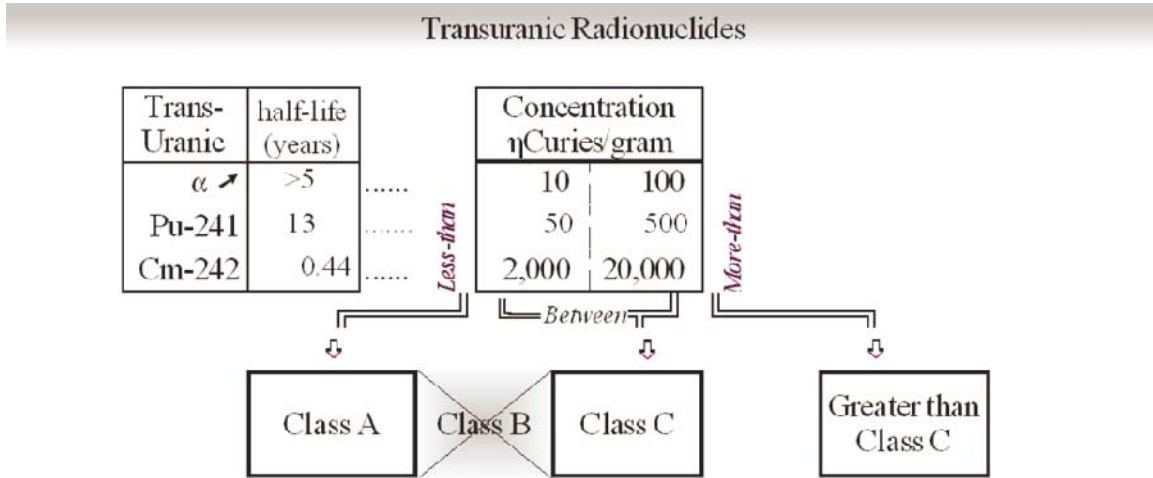 Transuranic Radionuclides
Trans-
Uranic
half-life
(years)
Concentration
ηCuries/gram
α ➚ >5 ...... 10 100
Pu-241 13 ....... 50 500
Cm-242 0.44 ...... 2,000 20,000
Less-than
More-than
Between
Class A
Class B
Class C
Greater than
Class C